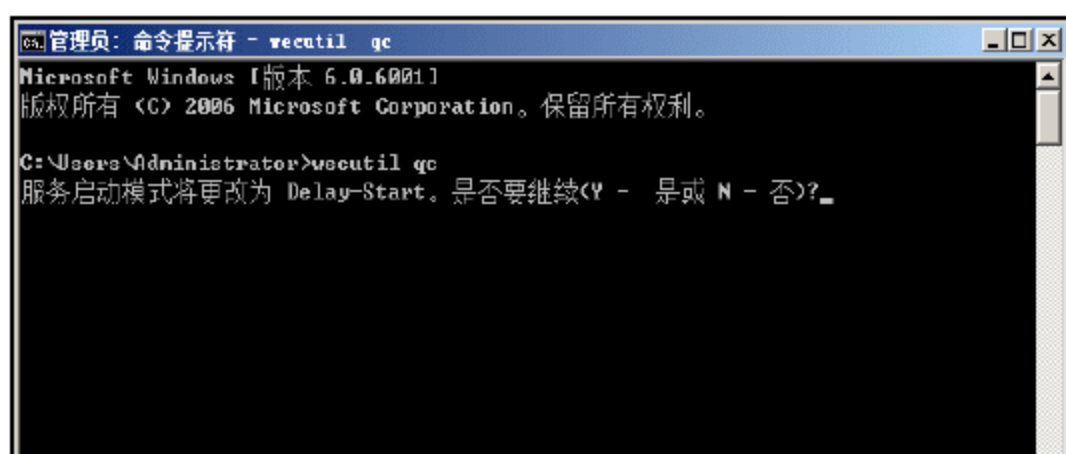 管理员: 命令提示符 - wecutil qc
Microsoft Windows [版本 6.0.6001]
版权所有 (C) 2006 Microsoft Corporation。保留所有权利。
C:\Users\Administrator>wecutil qc
服务启动模式将更改为 Delay-Start。是否要继续(Y - 是或 N - 否)?